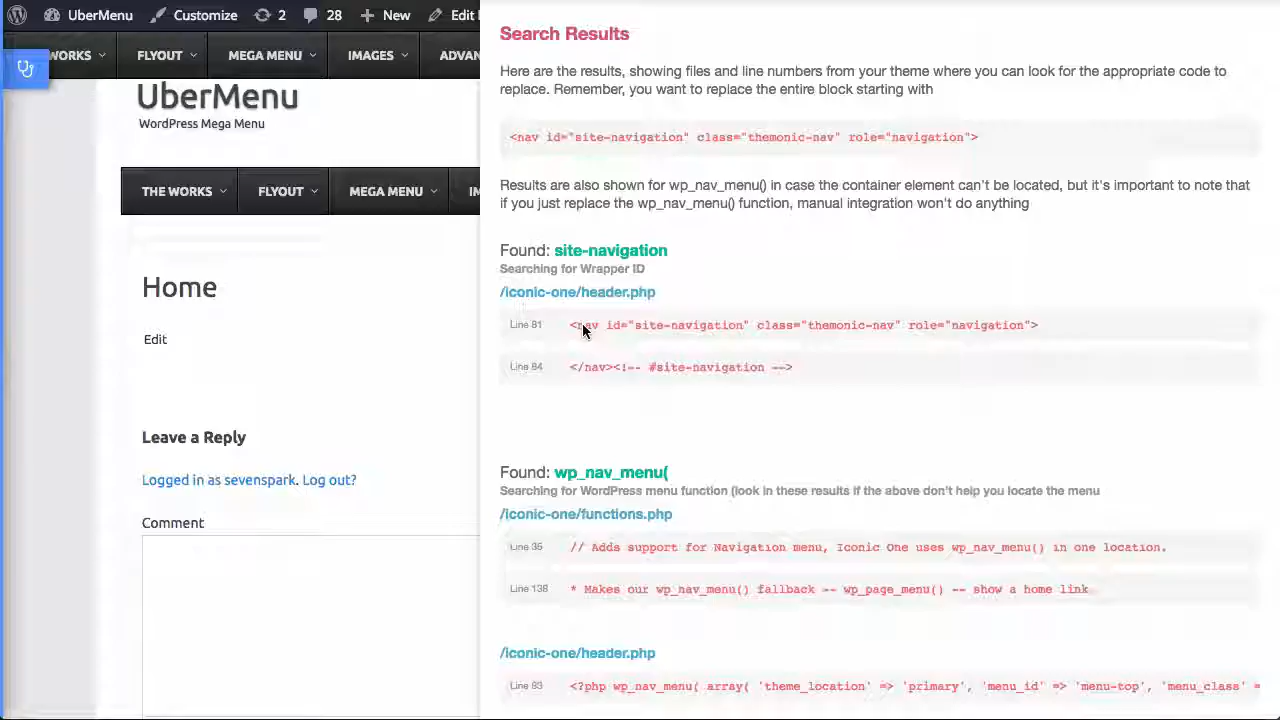 UberMenu Customize 2 28 New Edit
WORKS FLYOUT MEGA MENU IMAGES ADVAN
UberMenu
WordPress Mega Menu
THE WORKS FLYOUT MEGA MENU IM
Home
Edit
Leave a Reply
Logged in as sevenspark. Log out?
Comment
Search Results
Here are the results, showing files and line numbers from your theme where you can look for the appropriate code to
replace. Remember, you want to replace the entire block starting with
<nav id="site-navigation" class="themonic-nav" role="navigation">
Results are also shown for wp_nav_menu() in case the container element can't be located, but it's important to note that
if you just replace the wp_nav_menu() function, manual integration won't do anything
Found: site-navigation
Searching for Wrapper ID
/iconic-one/header.php
Line 81 <nav id="site-navigation" class="themonic-nav" role="navigation">
Line 84 </nav><!-- #site-navigation -->
Found: wp_nav_menu(
Searching for WordPress menu function (look in these results if the above don't help you locate the menu
/iconic-one/functions.php
Line 35 // Adds support for Navigation menu, Iconic One uses wp_nav_menu() in one location.
Line 138 * Makes our wp_nav_menu() fallback -- wp_page_menu() -- show a home link
/iconic-one/header.php
Line 83 <?php wp_nav_menu( array( 'theme_location' => 'primary', 'menu_id' => 'menu-top', 'menu_class' =